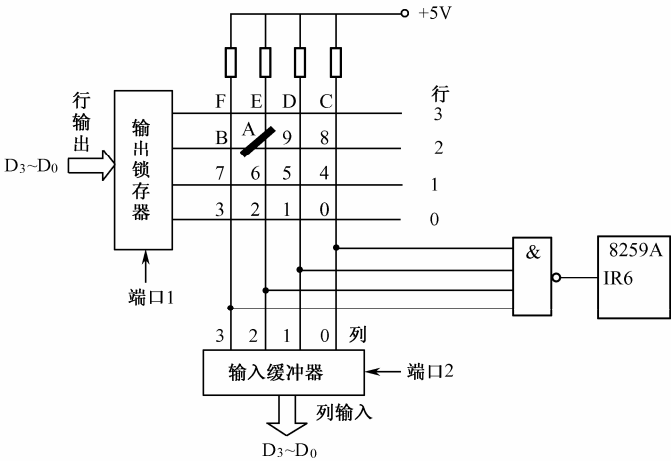 +5V
行输出
D3~D0
输出锁存器
端口1
F E D C
行
3
B A 9 8
2
7 6 5 4
1
3 2 1 0
0
&
8259A
IR6
3 2 1 0 列
输入缓冲器
端口2
列输入
D3~D0